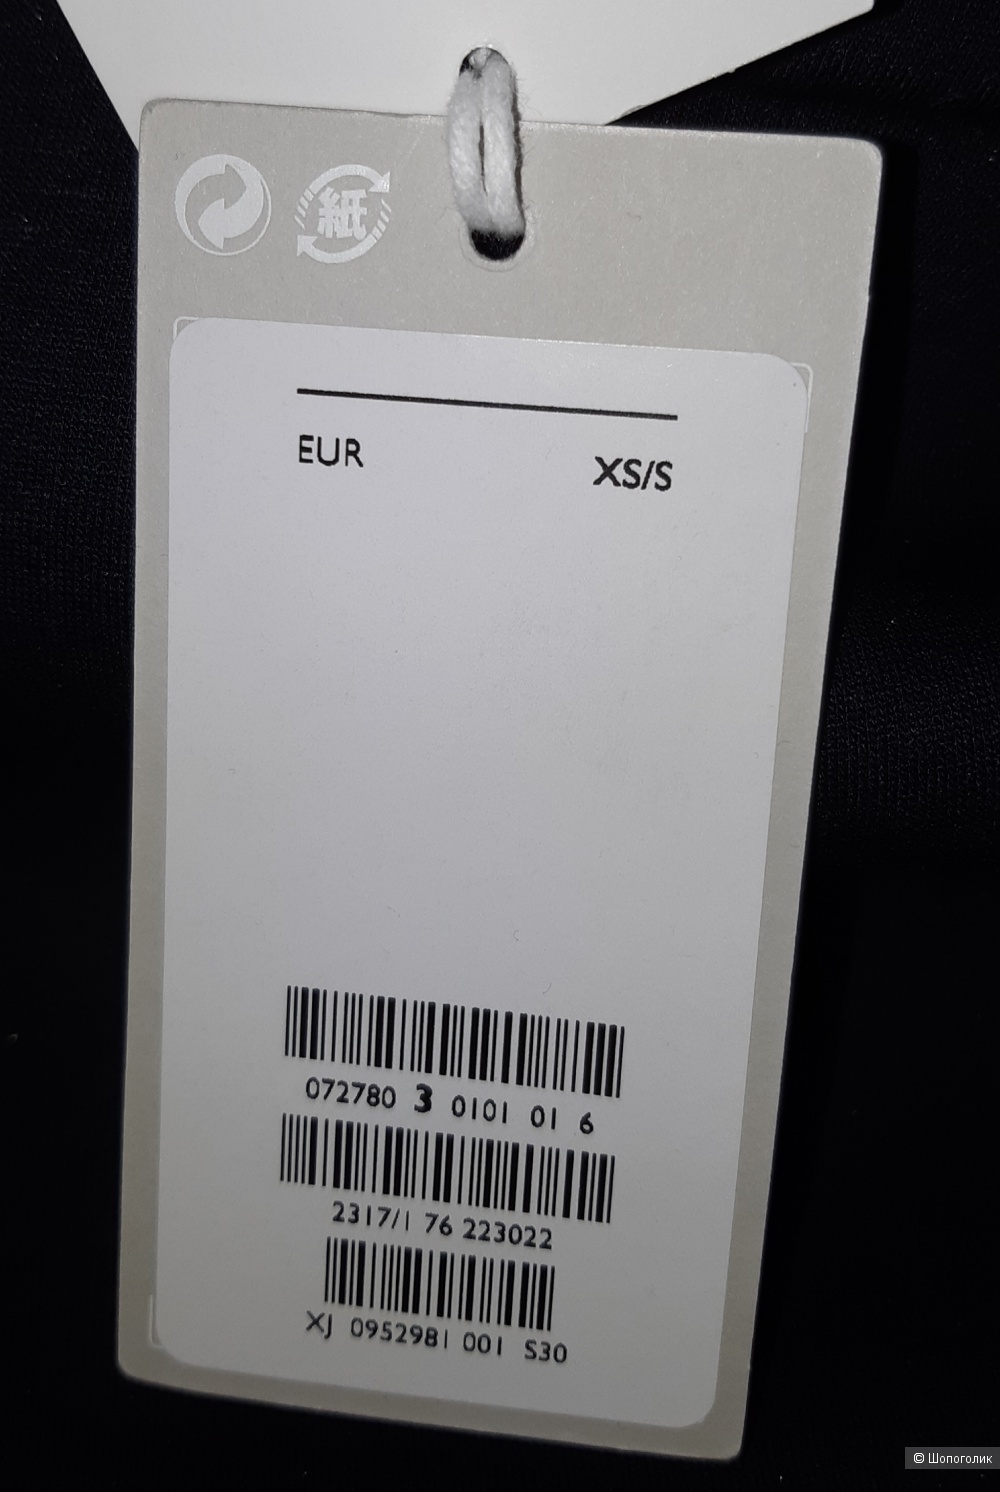 紙
EUR XS/S
072780 3 0101 01 6
2317/1 76 223022
XJ 0952981 001 S30
© Шопоголик